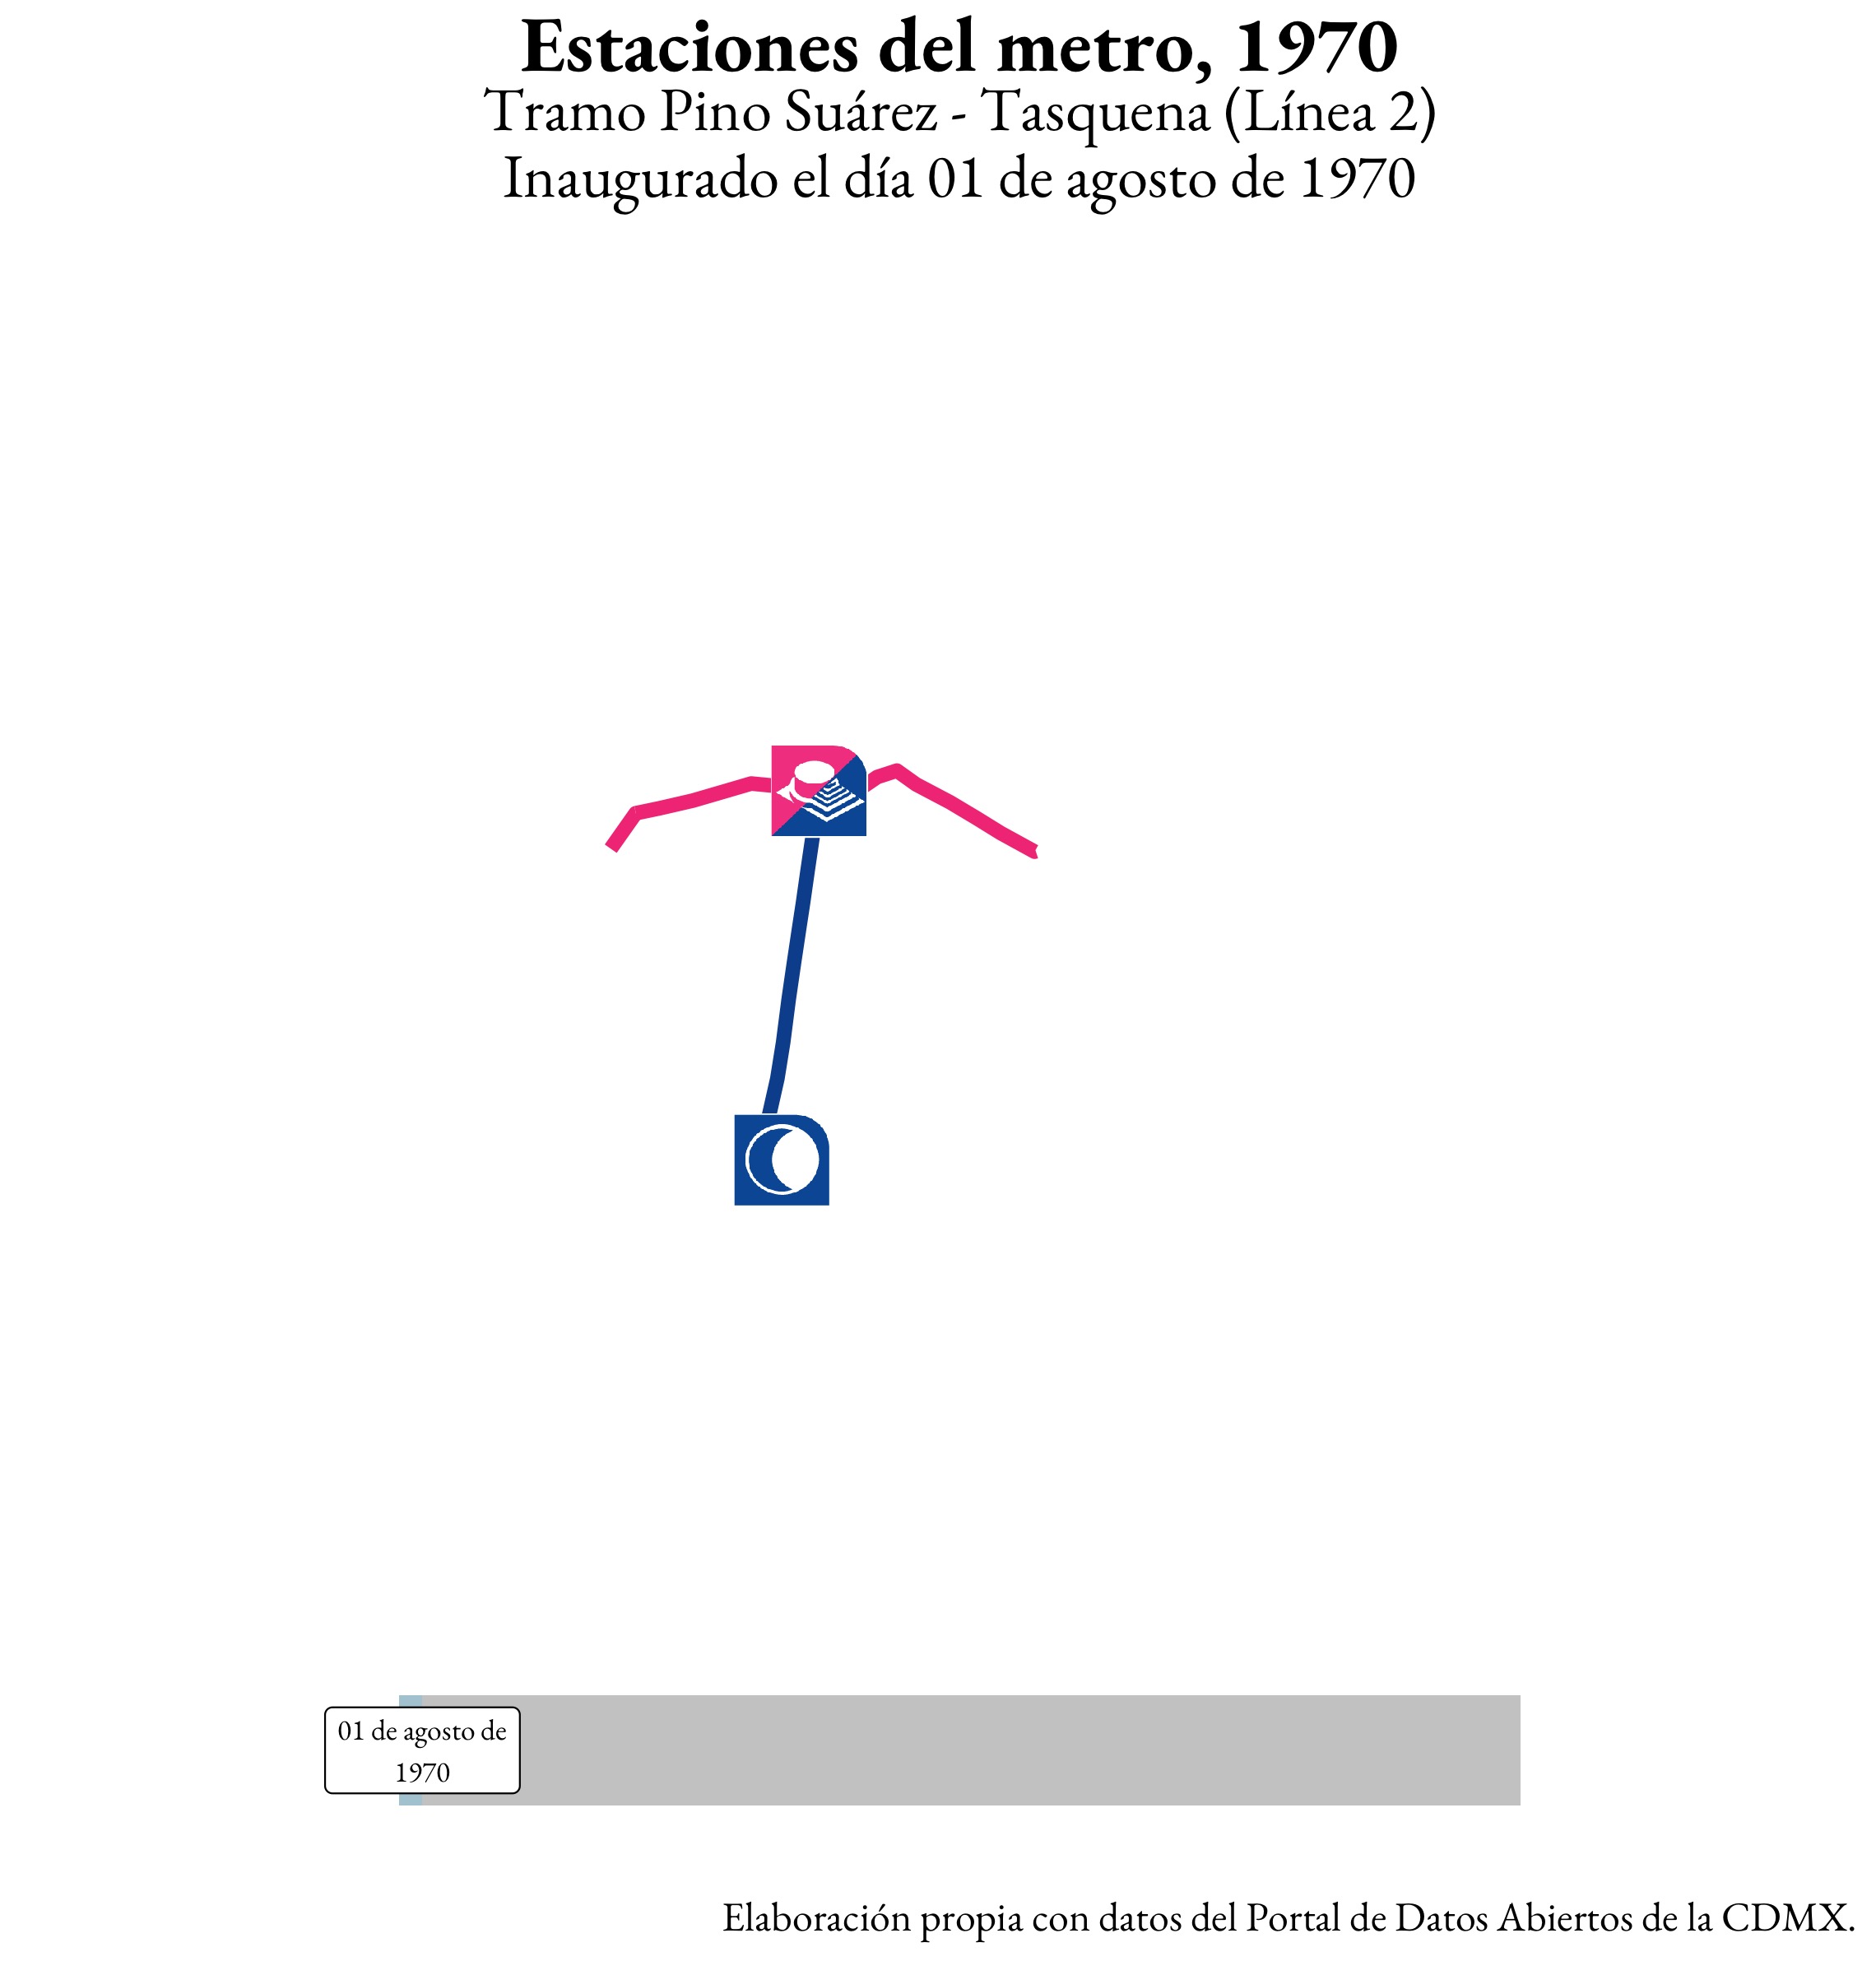 Estaciones del metro, 1970
Tramo Pino Suárez - Tasquena (Línea 2)
Inaugurado el día 01 de agosto de 1970
01 de agosto de
1970
Elaboración propia con datos del Portal de Datos Abiertos de la CDMX.